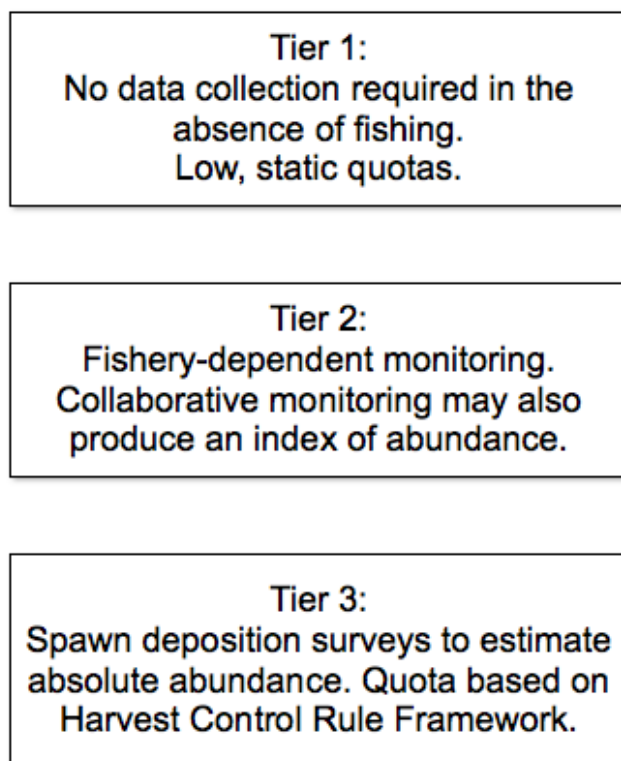 Tier 1:
No data collection required in the
absence of fishing.
Low, static quotas.
Tier 2:
Fishery-dependent monitoring.
Collaborative monitoring may also
produce an index of abundance.
Tier 3:
Spawn deposition surveys to estimate
absolute abundance. Quota based on
Harvest Control Rule Framework.